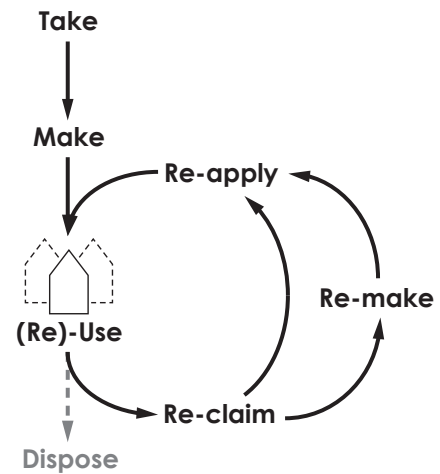 Take
Make
Re-apply
Re-make
(Re)-Use
Re-claim
Dispose